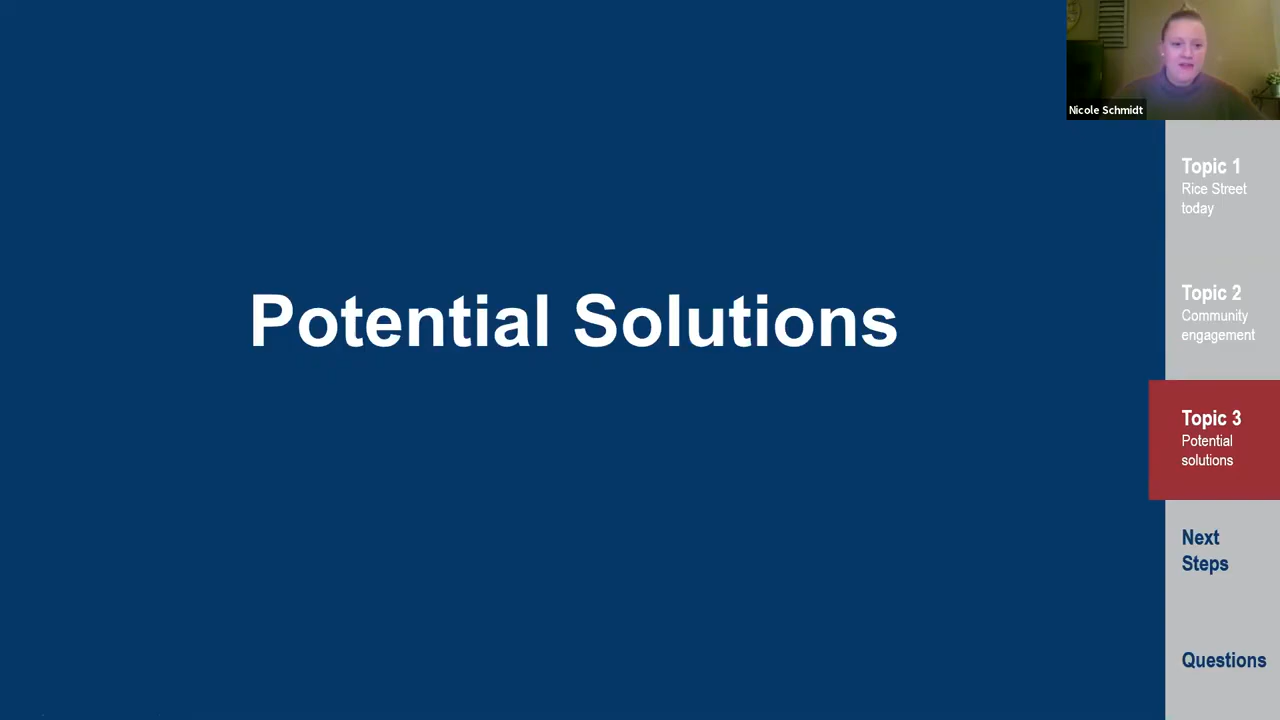 Nicole Schmidt
Potential Solutions
Topic 1
Rice Street
today
Topic 2
Community
engagement
Topic 3
Potential
solutions
Next
Steps
Questions